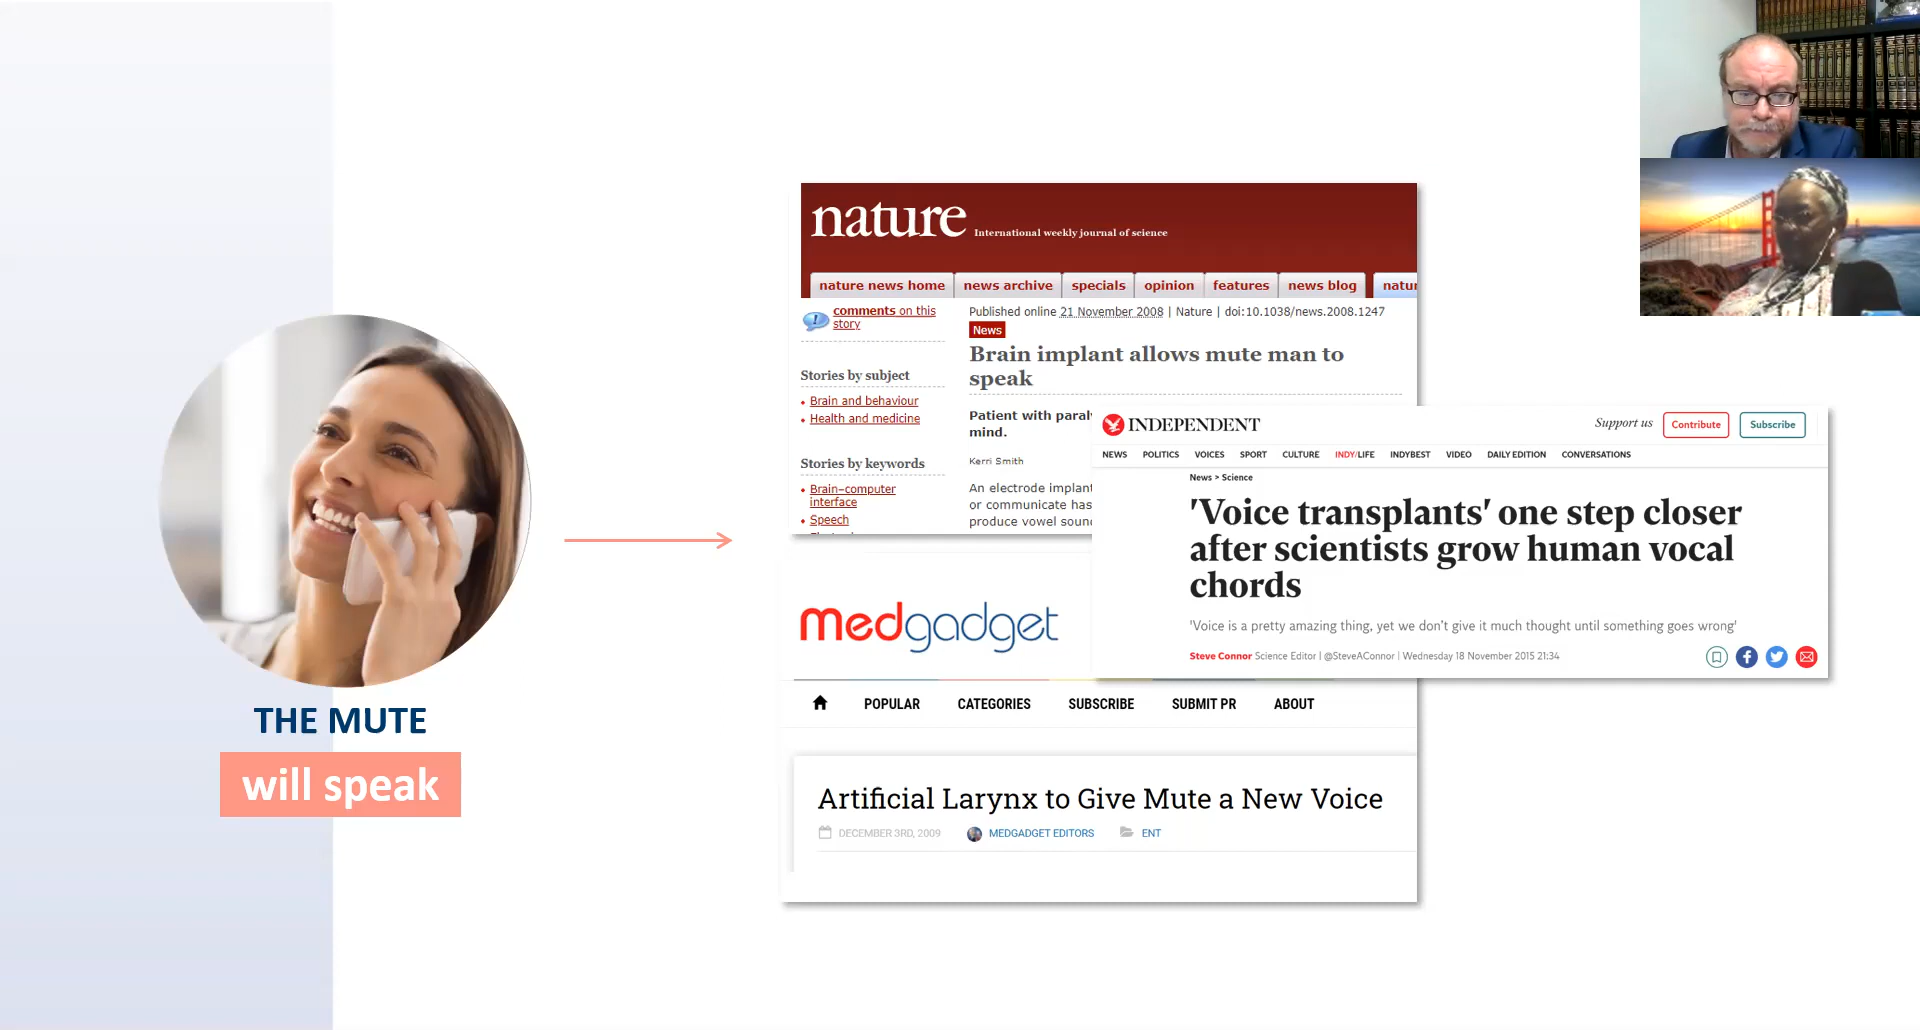 THE MUTE
will speak
nature International weekly journal of science
nature news home news archive specials opinion features news blog natur
comments on this
story
Stories by subject
Brain and behaviour
Health and medicine
Stories by keywords
Brain–computer
interface
Speech
Published online 21 November 2008 | Nature | doi:10.1038/news.2008.1247
News
Brain implant allows mute man to
speak
Patient with paral
mind.
Kerri Smith
An electrode implant
or communicate has
produce vowel soun
INDEPENDENT
Support us Contribute Subscribe
NEWS POLITICS VOICES SPORT CULTURE INDY/LIFE INDYBEST VIDEO DAILY EDITION CONVERSATIONS
News > Science
'Voice transplants' one step closer
after scientists grow human vocal
chords
'Voice is a pretty amazing thing, yet we don't give it much thought until something goes wrong'
Steve Connor Science Editor | @SteveAConnor | Wednesday 18 November 2015 21:34
medgadget
POPULAR CATEGORIES SUBSCRIBE SUBMIT PR ABOUT
Artificial Larynx to Give Mute a New Voice
DECEMBER 3RD, 2009 MEDGADGET EDITORS ENT